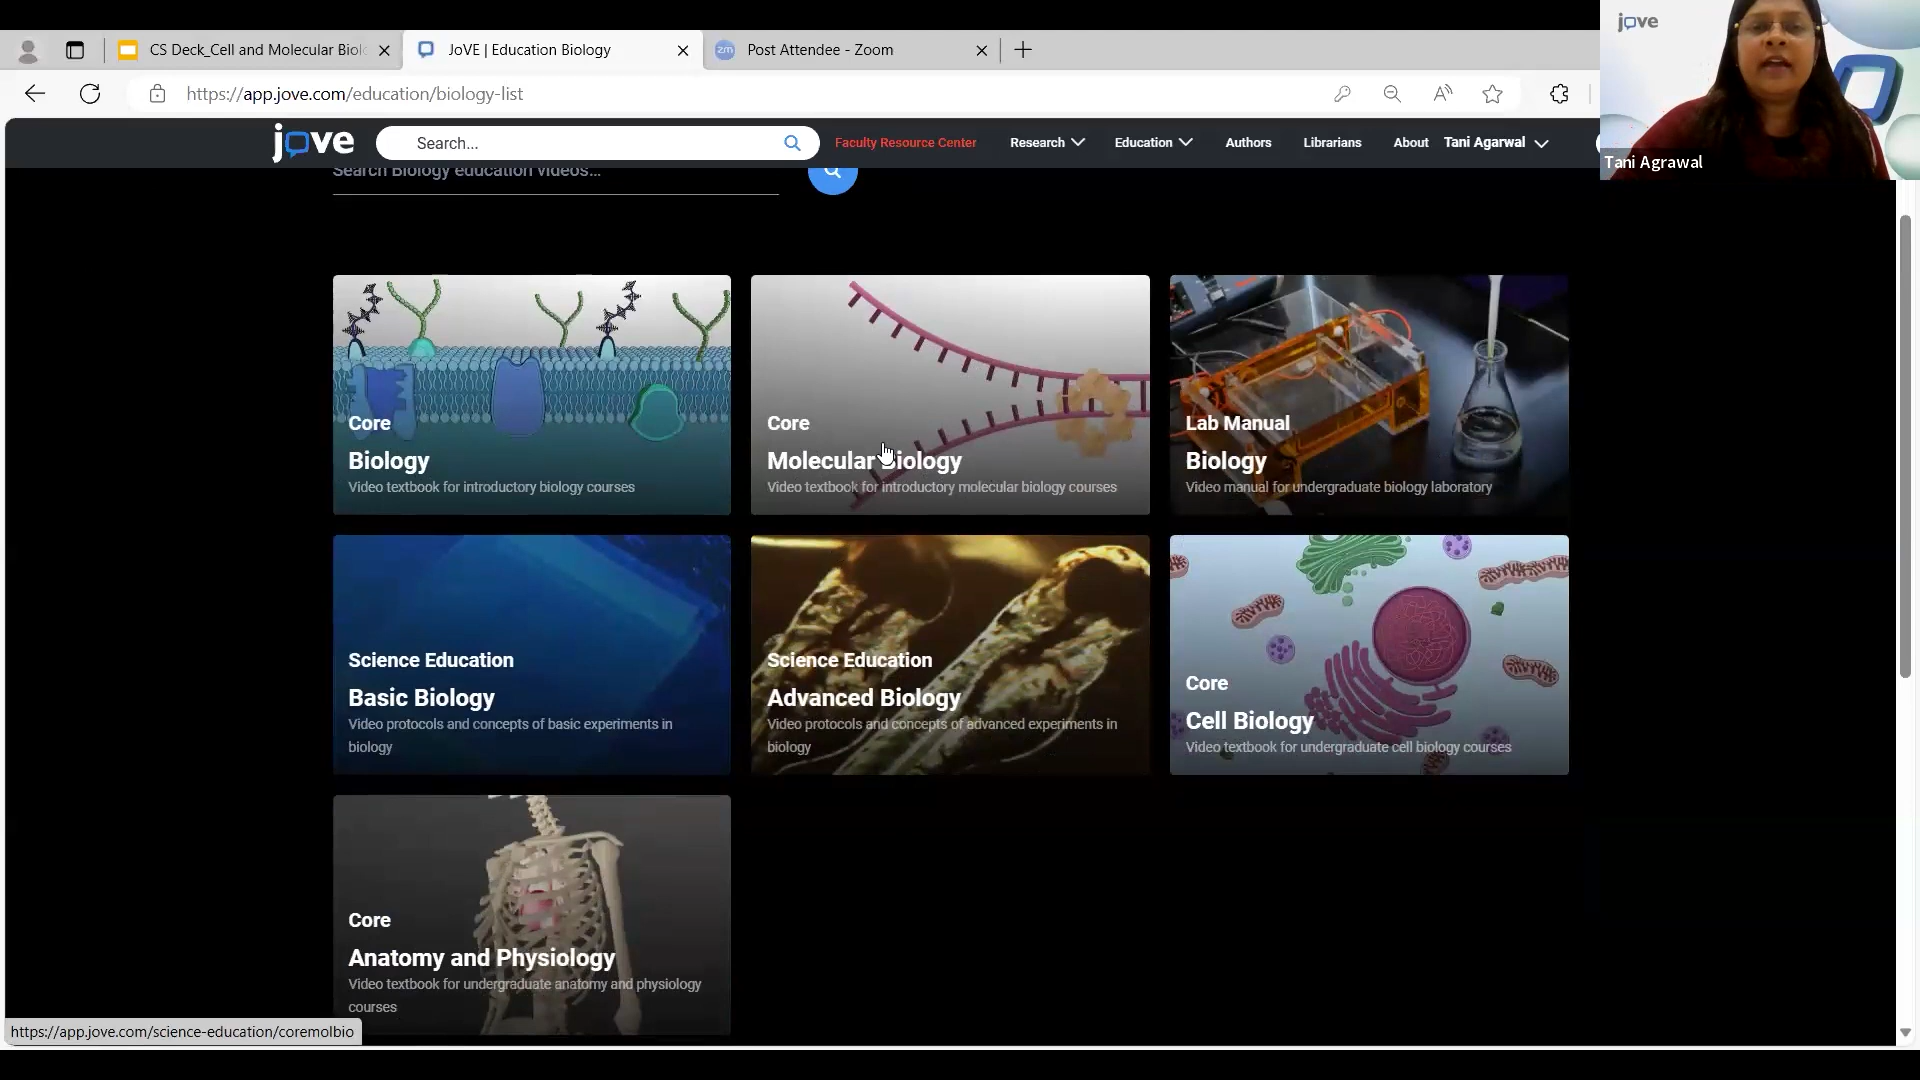 jove
CS Deck_Cell and Molecular Biol
JoVE | Education Biology
Post Attendee - Zoom
https://app.jove.com/education/biology-list
jove
Search...
Faculty Resource Center
Research
Education
Authors
Librarians
About
Tani Agarwal
Tani Agrawal
Search Biology education videos...
Core
Biology
Video textbook for introductory biology courses
Core
Molecular Biology
Video textbook for introductory molecular biology courses
Lab Manual
Biology
Video manual for undergraduate biology laboratory
Science Education
Basic Biology
Video protocols and concepts of basic experiments in
biology
Science Education
Advanced Biology
Video protocols and concepts of advanced experiments in
biology
Core
Cell Biology
Video textbook for undergraduate cell biology courses
Core
Anatomy and Physiology
Video textbook for undergraduate anatomy and physiology
courses
https://app.jove.com/science-education/coremolbio